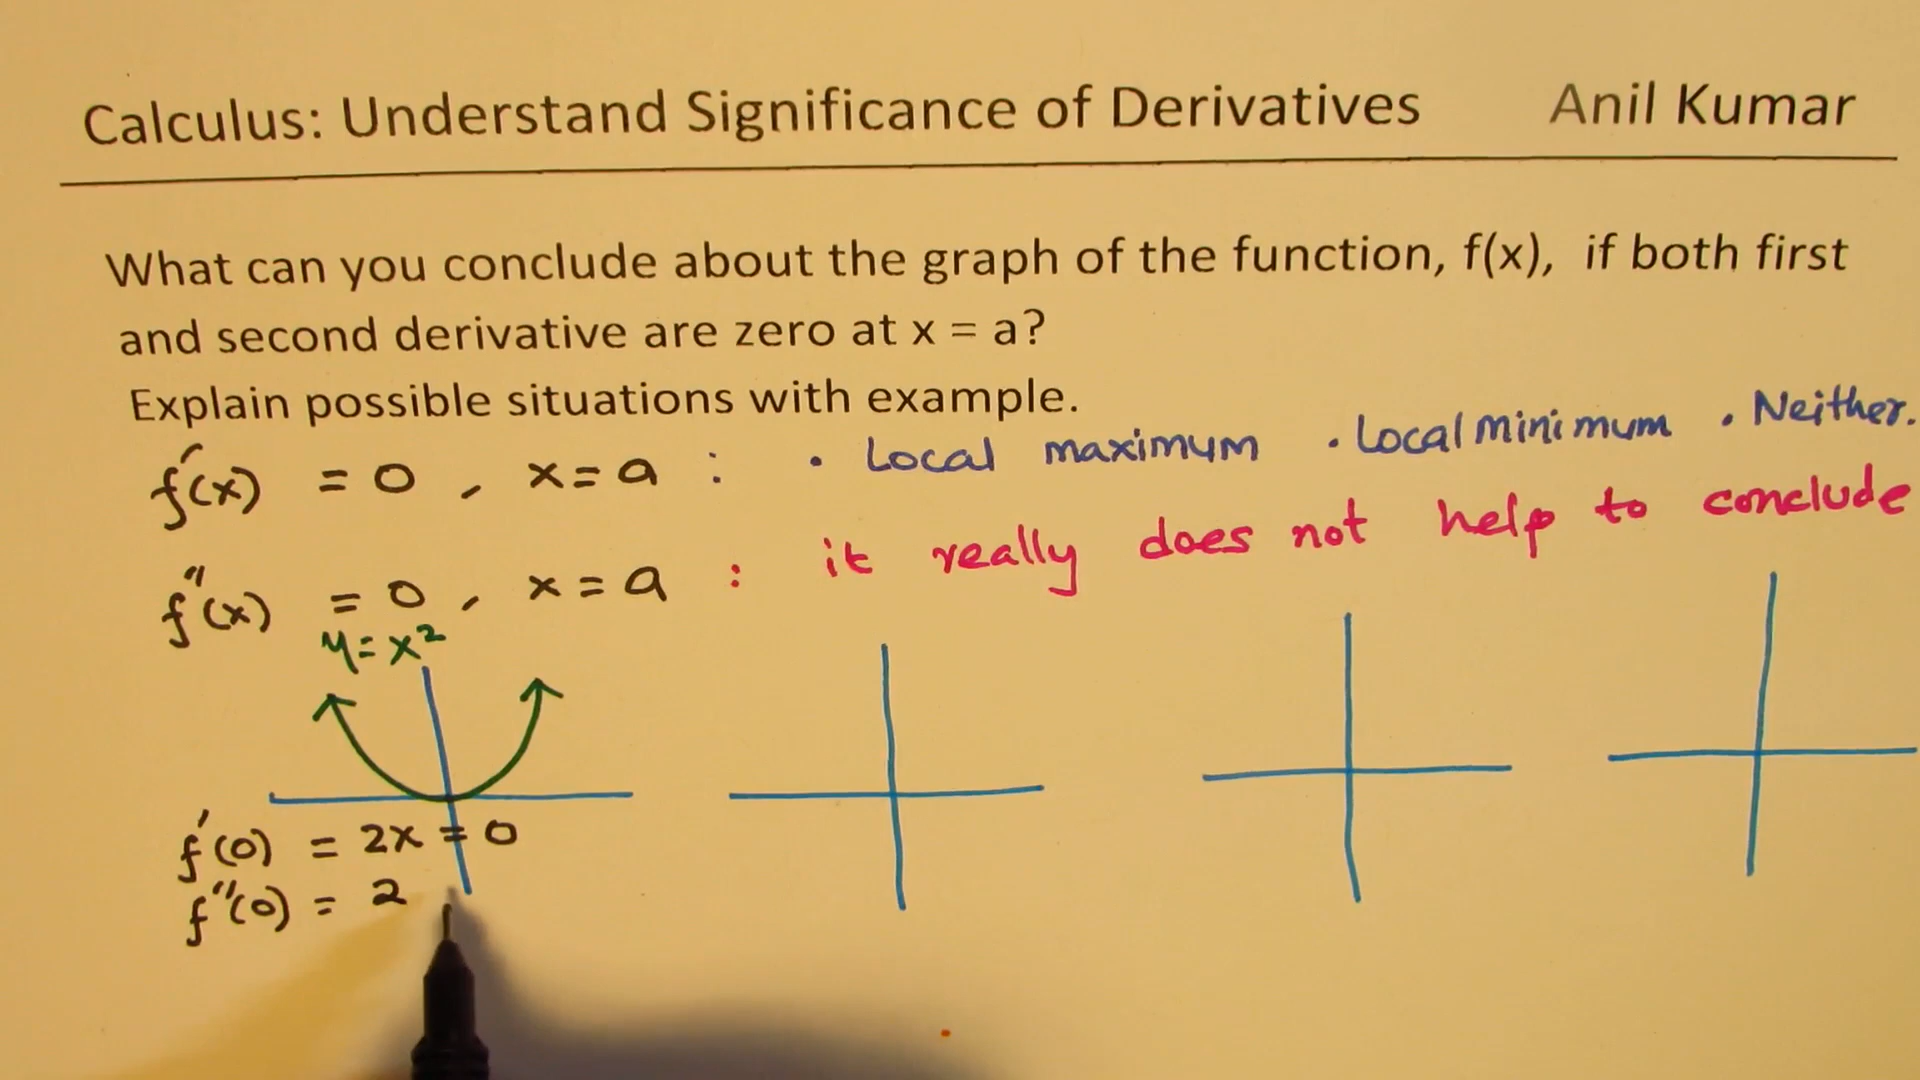 Calculus: Understand Significance of Derivatives Anil Kumar
What can you conclude about the graph of the function, f(x), if both first
and second derivative are zero at x = a?
Explain possible situations with example.
f'(x) = 0 , x = a : • Local maximum • Local minimum • Neither.
f''(x) = 0 , x = a : it really does not help to conclude
y = x²
f'(0) = 2x = 0
f''(0) = 2